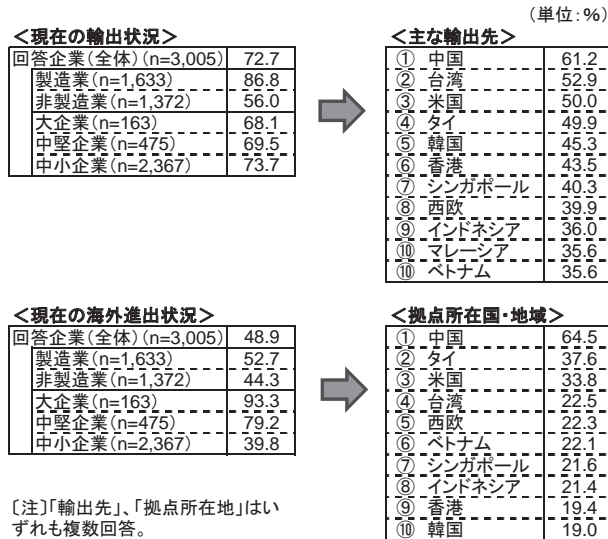 (単位:%)
＜現在の輸出状況＞
回答企業(全体)(n=3,005) 72.7
製造業(n=1,633) 86.8
非製造業(n=1,372) 56.0
大企業(n=163) 68.1
中堅企業(n=475) 69.5
中小企業(n=2,367) 73.7
＜主な輸出先＞
① 中国 61.2
② 台湾 52.9
③ 米国 50.0
④ タイ 49.9
⑤ 韓国 45.3
⑥ 香港 43.5
⑦ シンガポール 40.3
⑧ 西欧 39.9
⑨ インドネシア 36.0
⑩ マレーシア 35.6
⑩ ベトナム 35.6
＜現在の海外進出状況＞
回答企業(全体)(n=3,005) 48.9
製造業(n=1,633) 52.7
非製造業(n=1,372) 44.3
大企業(n=163) 93.3
中堅企業(n=475) 79.2
中小企業(n=2,367) 39.8
＜拠点所在国・地域＞
① 中国 64.5
② タイ 37.6
③ 米国 33.8
④ 台湾 22.5
⑤ 西欧 22.3
⑥ ベトナム 22.1
⑦ シンガポール 21.6
⑧ インドネシア 21.4
⑨ 香港 19.4
⑩ 韓国 19.0
〔注〕「輸出先」、「拠点所在地」はい
ずれも複数回答。